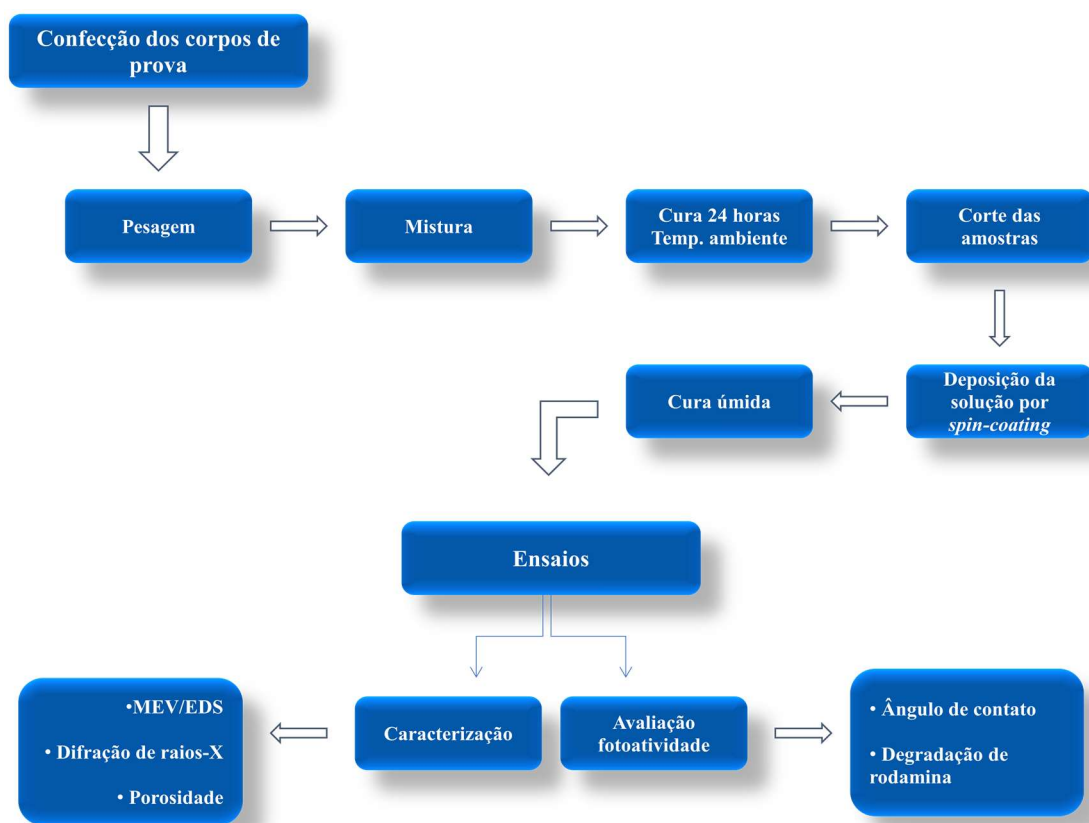 Confecção dos corpos de
prova
Pesagem
Mistura
Cura 24 horas
Temp. ambiente
Corte das
amostras
Deposição da
solução por
spin-coating
Cura úmida
Ensaios
Caracterização
Avaliação
fotoatividade
•MEV/EDS
• Difração de raios-X
• Porosidade
• Ângulo de contato
• Degradação de
rodamina